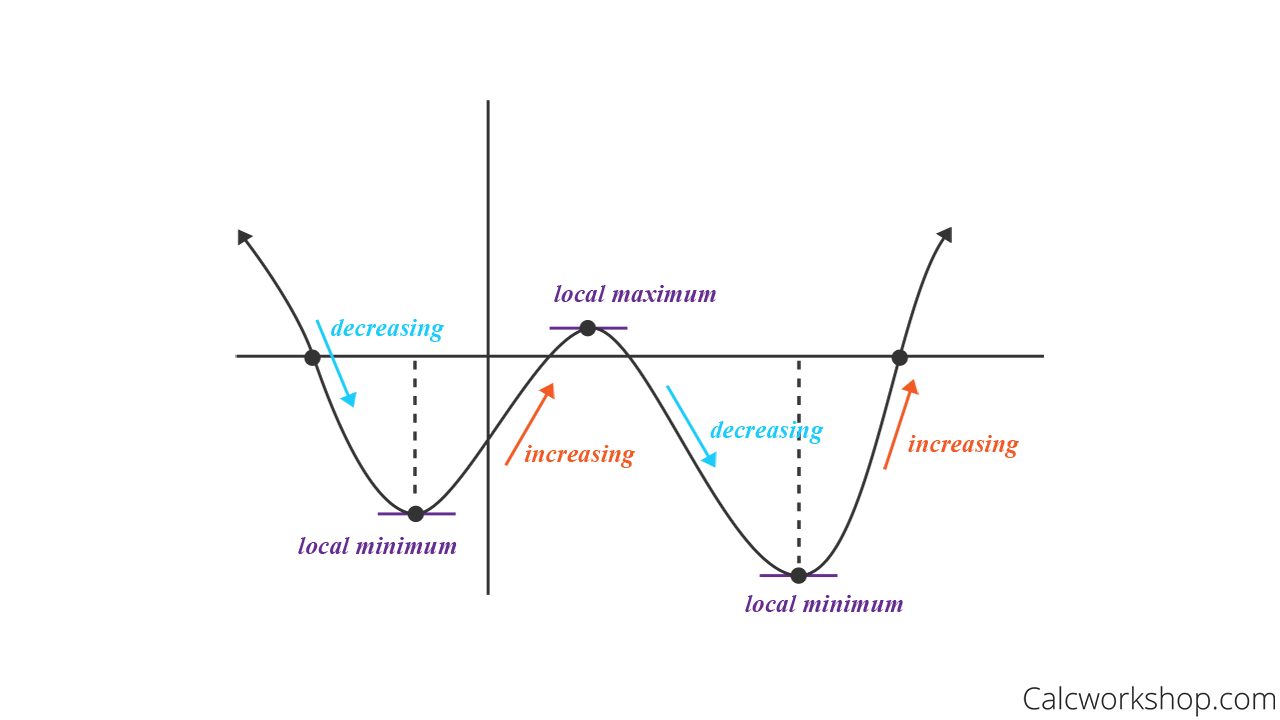 local maximum
decreasing
decreasing
increasing
increasing
local minimum
local minimum
Calcworkshop.com